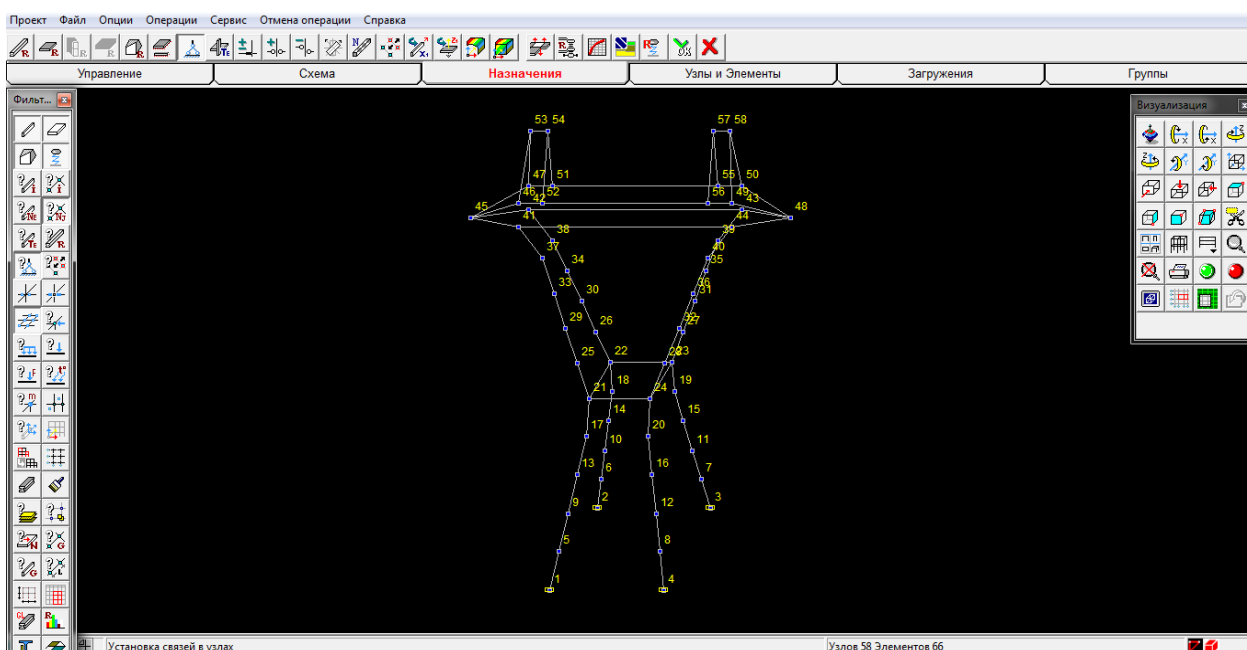 Проект Файл Опции Операции Сервис Отмена операции Справка
Управление Схема Назначения Узлы и Элементы Загружения Группы
Фильт...
Визуализация
53 54 57 58
47 51 55 50
46 52 56 49
42 43
45 48
41 44
38 39
37 40
34 35
33 36
30 31
29 26 32 27
25 22 28 23
21 18 24 19
14 15
17 20
10 11
13 6 16 7
2 3
9 12
5 8
1 4
Установка связей в узлах
Узлов 58 Элементов 66